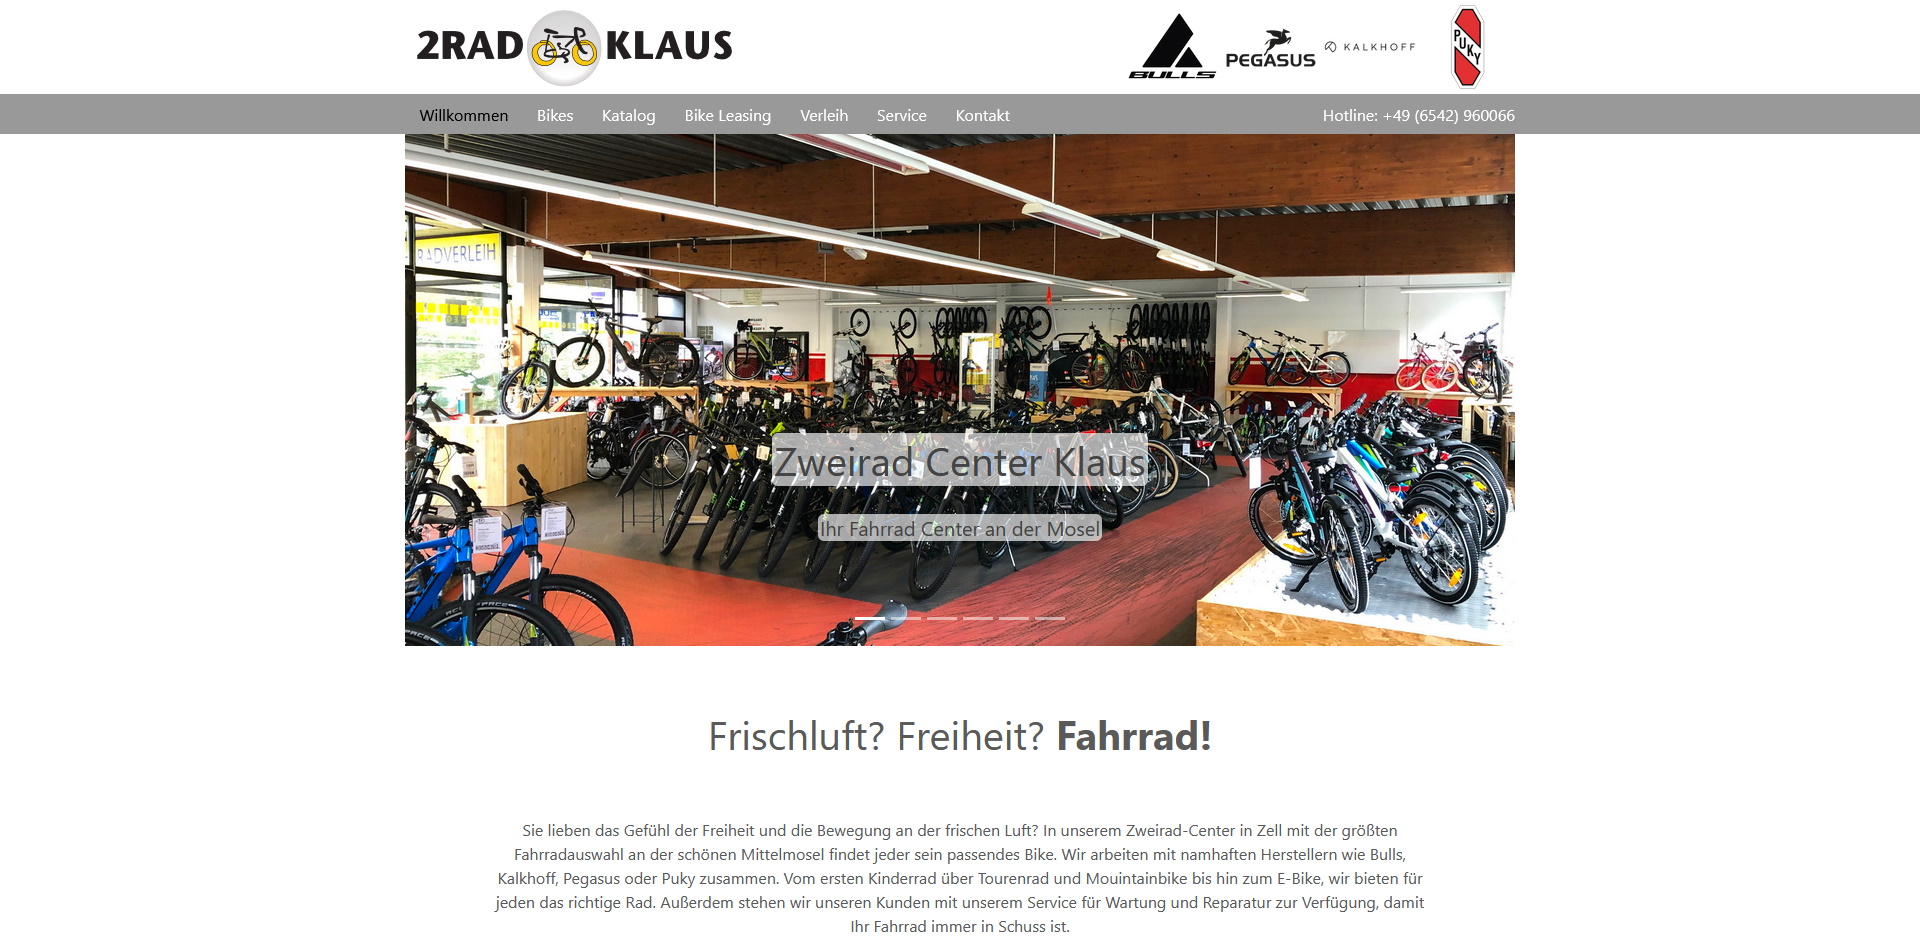 2RAD KLAUS
BULLS
PEGASUS
KALKHOFF
PUKY
Willkommen Bikes Katalog Bike Leasing Verleih Service Kontakt Hotline: +49 (6542) 960066
RADVERLEIH
Zweirad Center Klaus
Ihr Fahrrad Center an der Mosel
Frischluft? Freiheit? Fahrrad!
Sie lieben das Gefühl der Freiheit und die Bewegung an der frischen Luft? In unserem Zweirad-Center in Zell mit der größten
Fahrradauswahl an der schönen Mittelmosel findet jeder sein passendes Bike. Wir arbeiten mit namhaften Herstellern wie Bulls,
Kalkhoff, Pegasus oder Puky zusammen. Vom ersten Kinderrad über Tourenrad und Mouintainbike bis hin zum E-Bike, wir bieten für
jeden das richtige Rad. Außerdem stehen wir unseren Kunden mit unserem Service für Wartung und Reparatur zur Verfügung, damit
Ihr Fahrrad immer in Schuss ist.